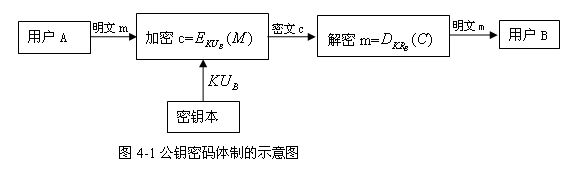 用户 A
明文 m
加密 c=E_{KU_B}(M)
密文 c
解密 m=D_{KR_B}(C)
明文 m
用户 B
KU_B
密钥本
图 4-1 公钥密码体制的示意图